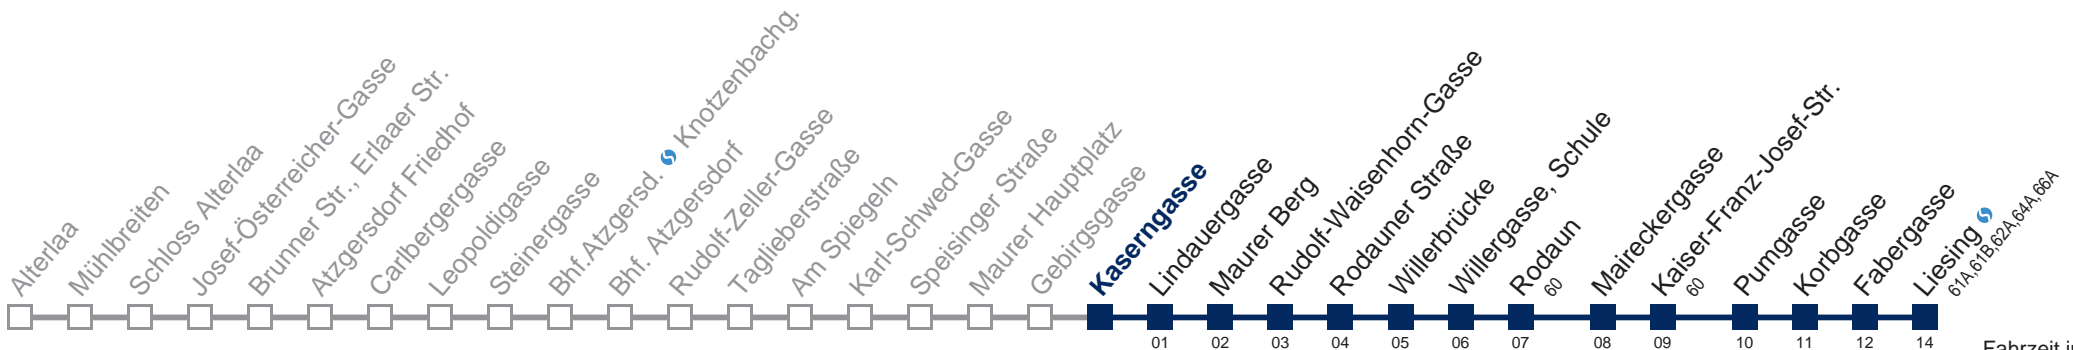 Alterlaa
Mühlbreiten
Schloss Alterlaa
Josef-Österreicher-Gasse
Brunner Str., Erlaaer Str.
Atzgersdorf Friedhof
Carlbergergasse
Leopoldigasse
Steinergasse
Bhf.Atzgersd. Knotzenbachg.
Bhf. Atzgersdorf
Rudolf-Zeller-Gasse
Taglieberstraße
Am Spiegeln
Karl-Schwed-Gasse
Speisinger Straße
Maurer Hauptplatz
Gebirgsgasse
Kaserngasse
Lindauergasse
Maurer Berg
Rudolf-Waisenhorn-Gasse
Rodauner Straße
Willerbrücke
Willergasse, Schule
Rodaun
60
Maireckergasse
Kaiser-Franz-Josef-Str.
60
Pumgasse
Korbgasse
Fabergasse
Liesing
61A,61B,62A,64A,66A
01 02 03 04 05 06 07 08 09 10 11 12 14
Fahrzeit